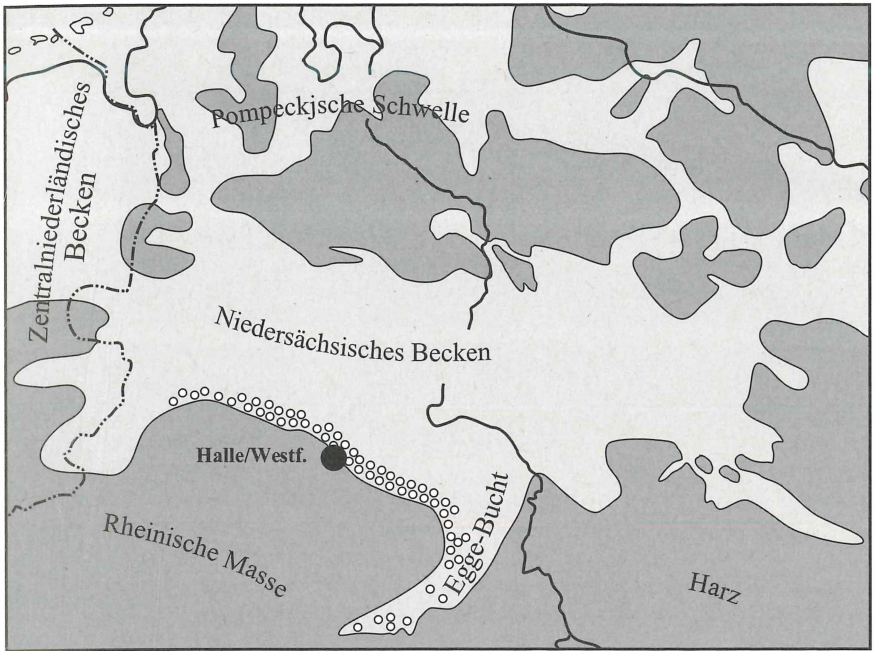 Pompeckjsche Schwelle
Zentralniederländisches
Becken
Niedersächsisches Becken
Halle/Westf.
Egge-Bucht
Rheinische Masse
Harz